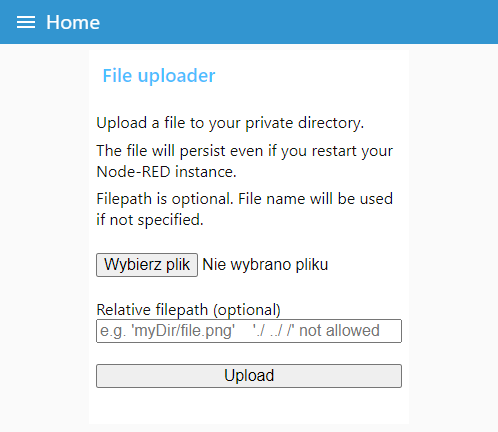 Home
File uploader
Upload a file to your private directory.
The file will persist even if you restart your
Node-RED instance.
Filepath is optional. File name will be used
if not specified.
Wybierz plik Nie wybrano pliku
Relative filepath (optional)
e.g. 'myDir/file.png' './ ../ /' not allowed
Upload